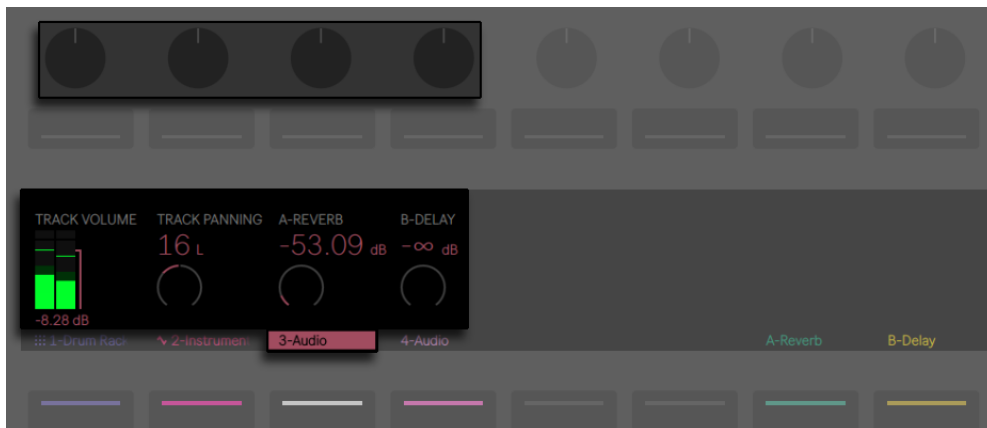 TRACK VOLUME TRACK PANNING A-REVERB B-DELAY
16 L -53.09 dB -∞ dB
-8.28 dB
1-Drum Rac 2-Instrumen 3-Audio 4-Audio A-Reverb B-Delay